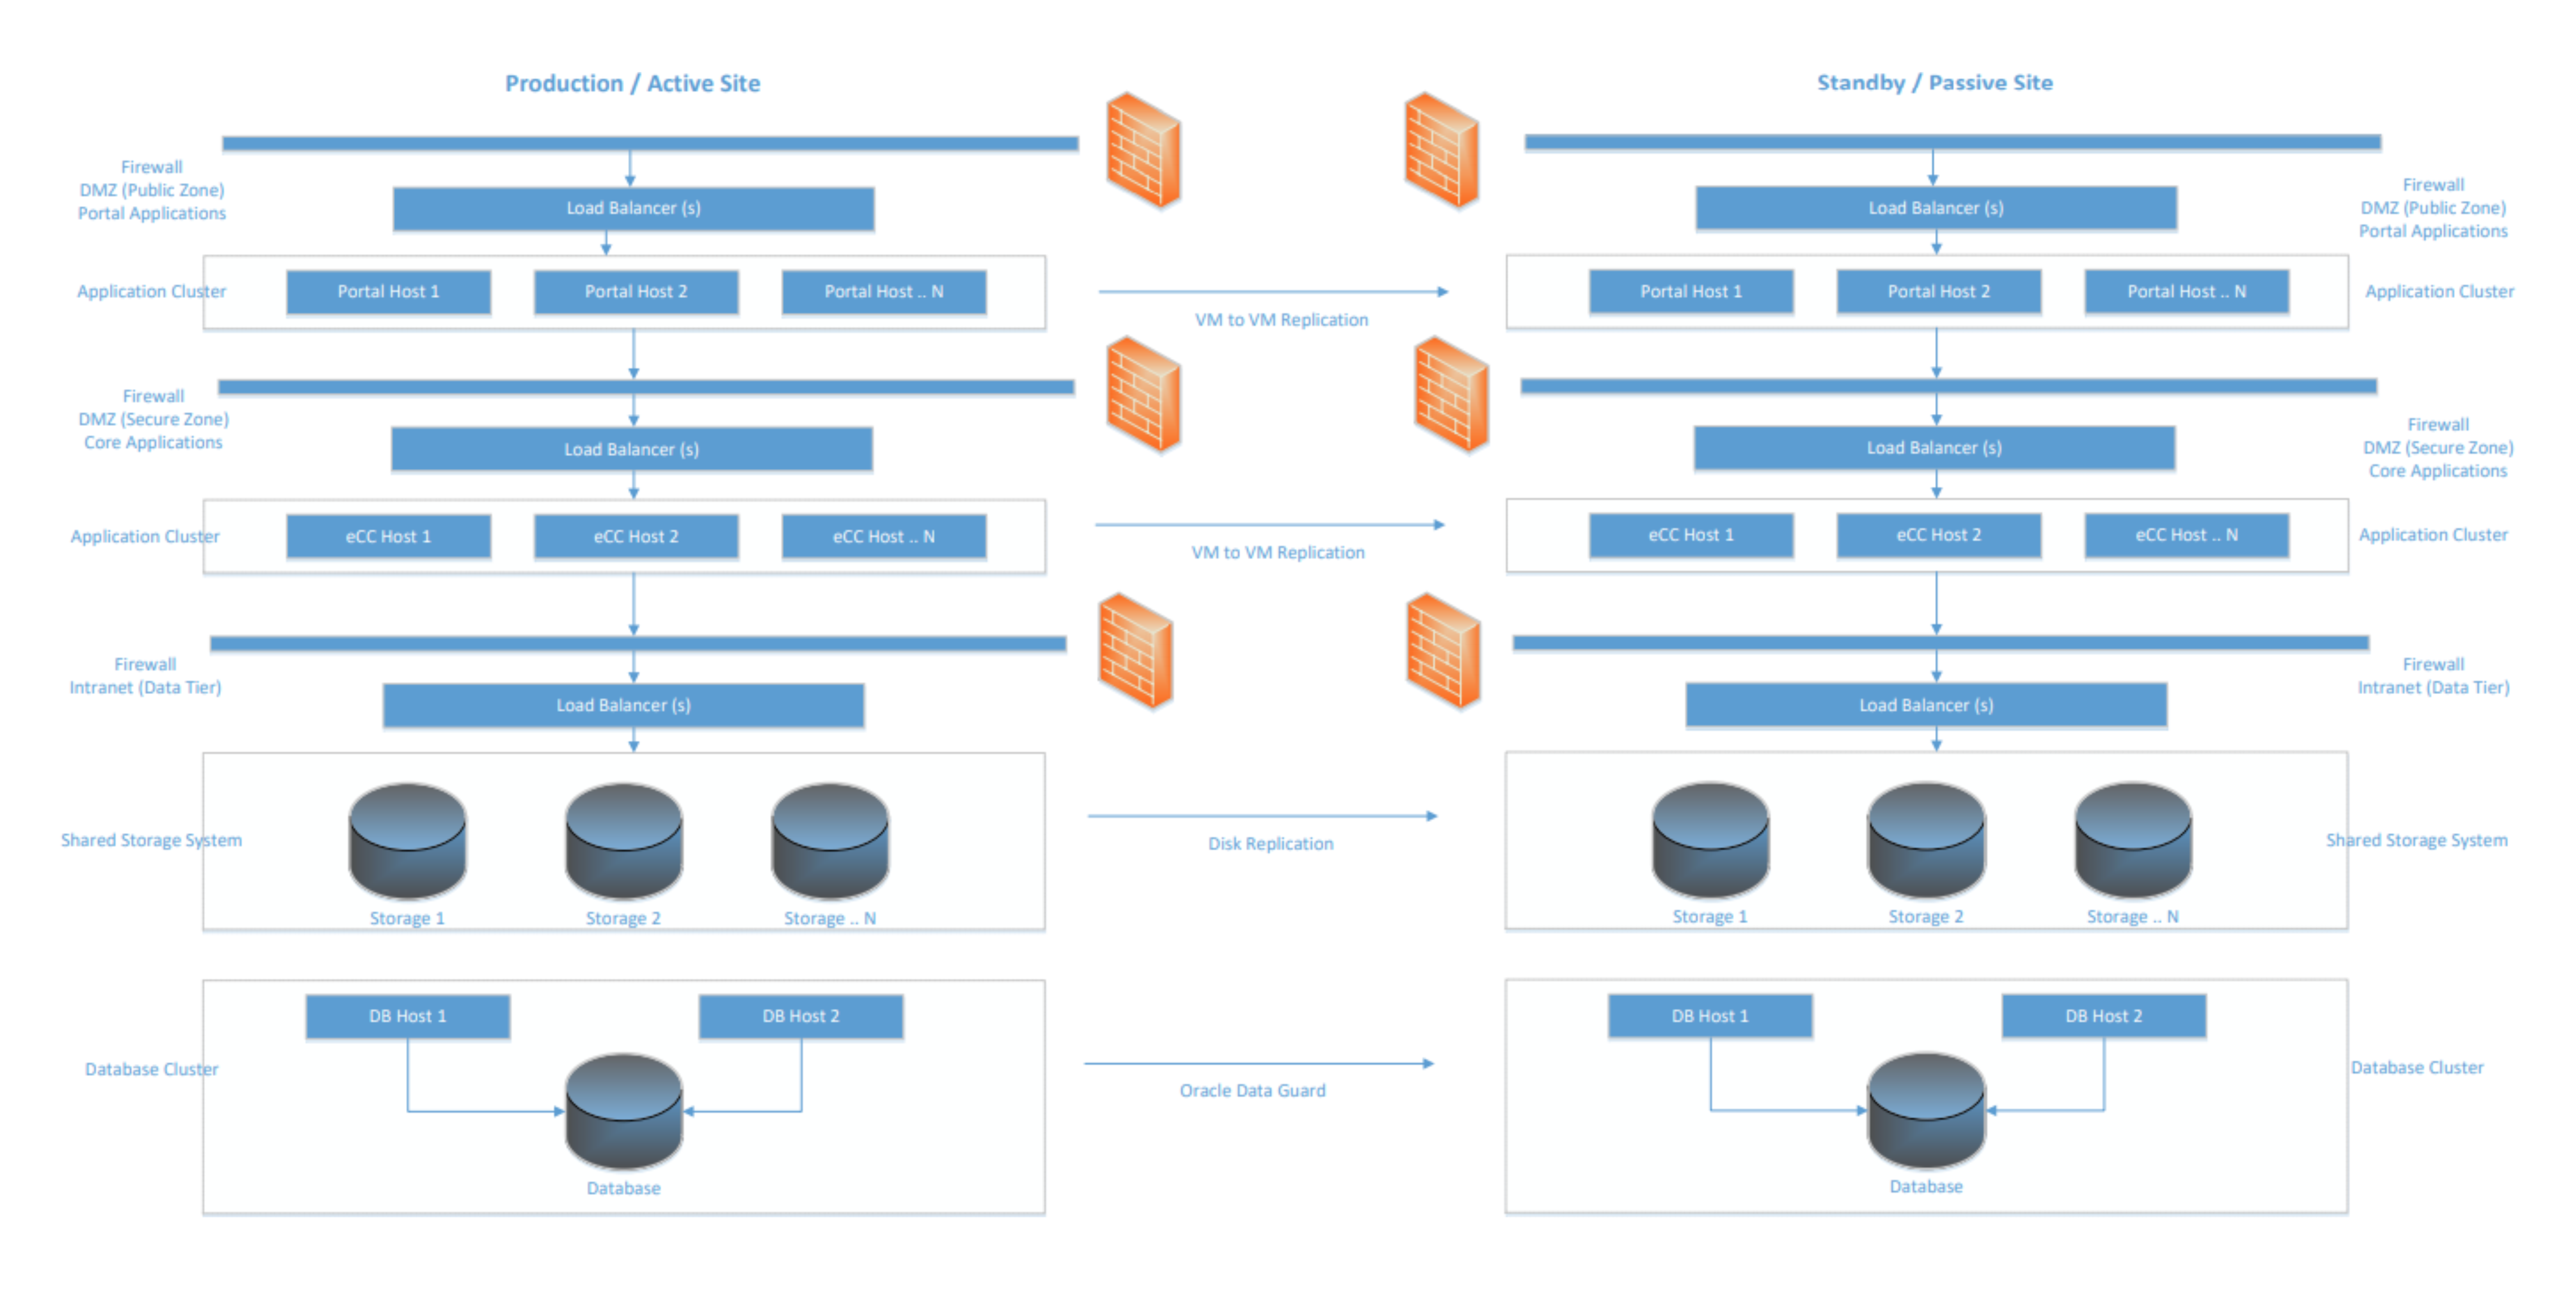 Production / Active Site
Standby / Passive Site
Firewall
DMZ (Public Zone)
Portal Applications
Load Balancer (s)
Load Balancer (s)
Firewall
DMZ (Public Zone)
Portal Applications
Application Cluster
Portal Host 1
Portal Host 2
Portal Host .. N
VM to VM Replication
Portal Host 1
Portal Host 2
Portal Host .. N
Application Cluster
Firewall
DMZ (Secure Zone)
Core Applications
Load Balancer (s)
Load Balancer (s)
Firewall
DMZ (Secure Zone)
Core Applications
Application Cluster
eCC Host 1
eCC Host 2
eCC Host .. N
VM to VM Replication
eCC Host 1
eCC Host 2
eCC Host .. N
Application Cluster
Firewall
Intranet (Data Tier)
Load Balancer (s)
Load Balancer (s)
Firewall
Intranet (Data Tier)
Shared Storage System
Storage 1
Storage 2
Storage .. N
Disk Replication
Storage 1
Storage 2
Storage .. N
Shared Storage System
Database Cluster
DB Host 1
DB Host 2
Database
Oracle Data Guard
DB Host 1
DB Host 2
Database
Database Cluster